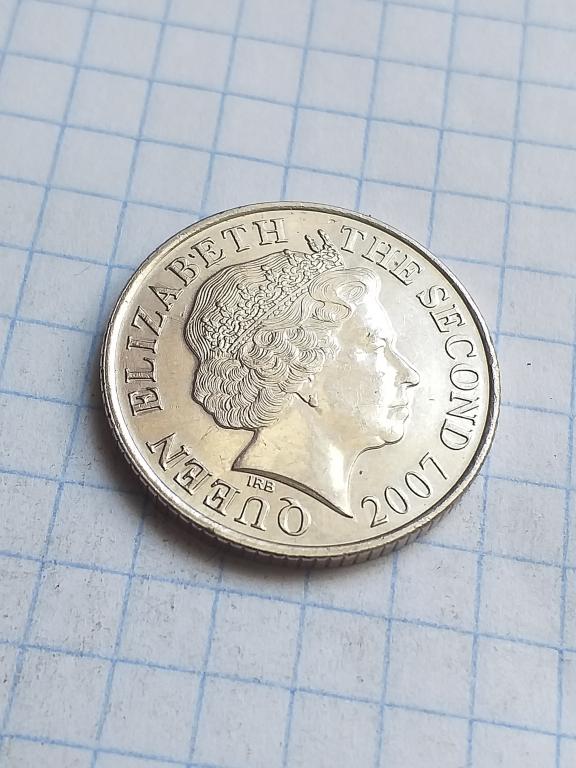 QUEEN ELIZABETH THE SECOND 2007
IRB